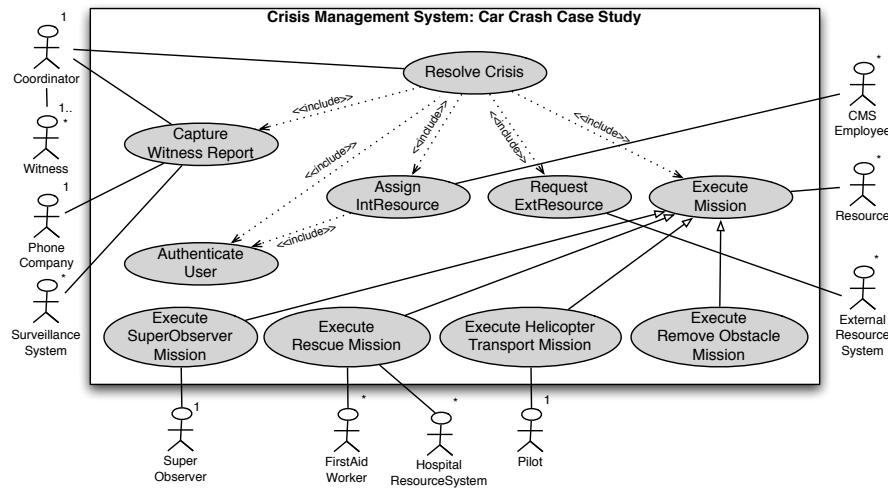 Crisis Management System: Car Crash Case Study
1
Coordinator
Resolve Crisis
*
CMS
Employee
<<include>>
<<include>>
<<include>>
<<include>>
<<include>>
1..
*
Witness
Capture
Witness Report
1
Phone
Company
Assign
IntResource
Request
ExtResource
Execute
Mission
*
Resource
<<include>>
Authenticate
User
*
Surveillance
System
*
External
Resource
System
Execute
SuperObserver
Mission
Execute
Rescue Mission
Execute Helicopter
Transport Mission
Execute
Remove Obstacle
Mission
1
Super
Observer
*
FirstAid
Worker
*
Hospital
ResourceSystem
1
Pilot